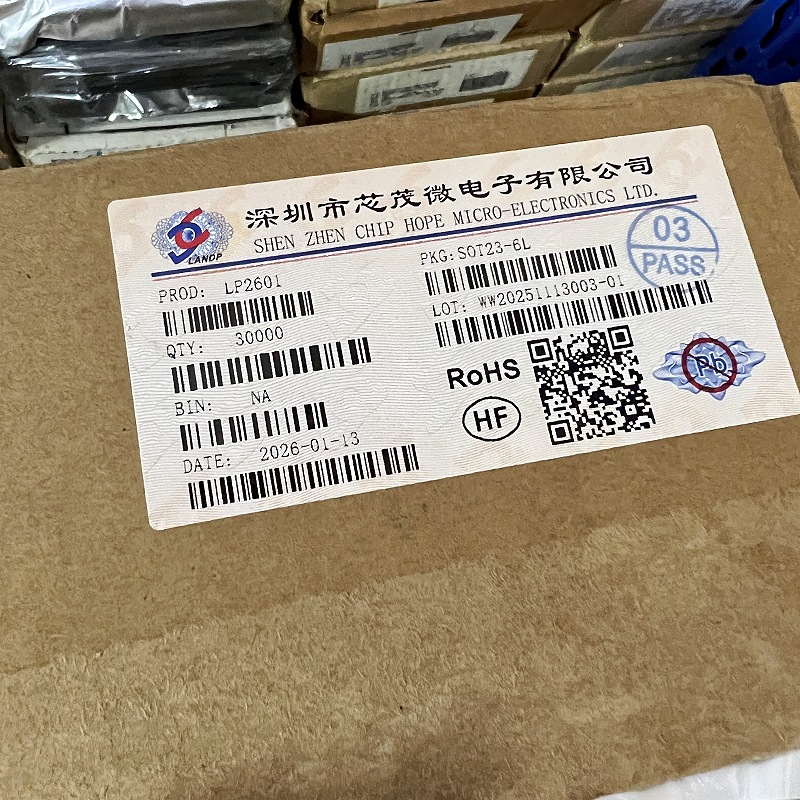 深圳市芯茂微电子有限公司
SHEN ZHEN CHIP HOPE MICRO-ELECTRONICS LTD.
LANDP
PROD: LP2601
PKG:SOT23-6L
03
PASS
QTY: 30000
LOT: WW20251113003-01
BIN: NA
RoHS
HF
Pb
DATE: 2026-01-13